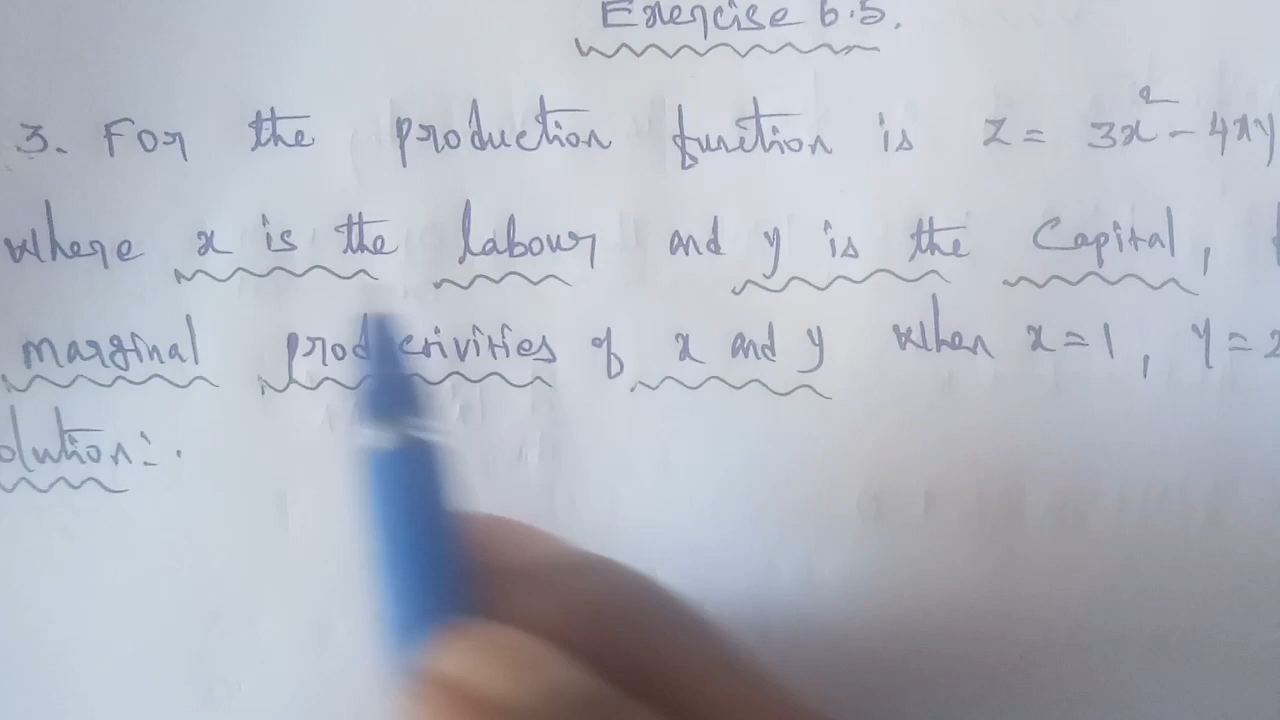 Exercise 6.5.
3. For the production function is z = 3x² - 4xy
where x is the labour and y is the Capital,
marginal productivities of x and y when x = 1, y = 2
olution:-.